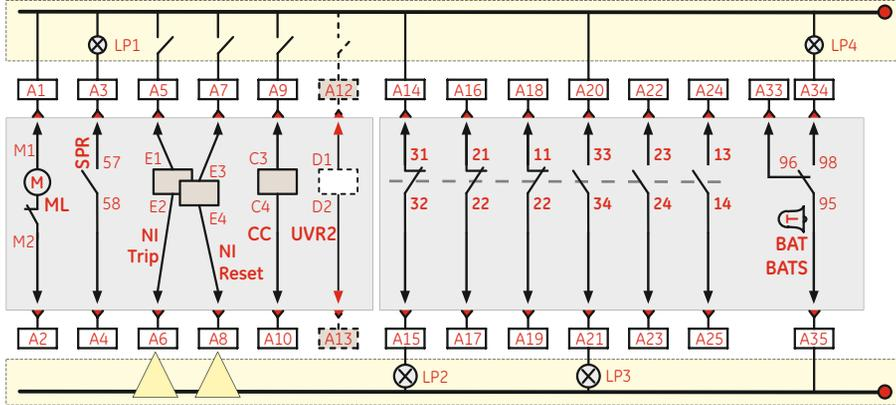 LP1 LP4
A1 A3 A5 A7 A9 A12 A14 A16 A18 A20 A22 A24 A33 A34
M1 SPR 57 E1 E3 C3 D1 31 21 11 33 23 13 96 98
M
ML 58 E2 E4 C4 D2 32 22 22 34 24 14 T 95
M2 NI Trip NI Reset CC UVR2 BAT
BATS
A2 A4 A6 A8 A10 A13 A15 A17 A19 A21 A23 A25 A35
LP2 LP3